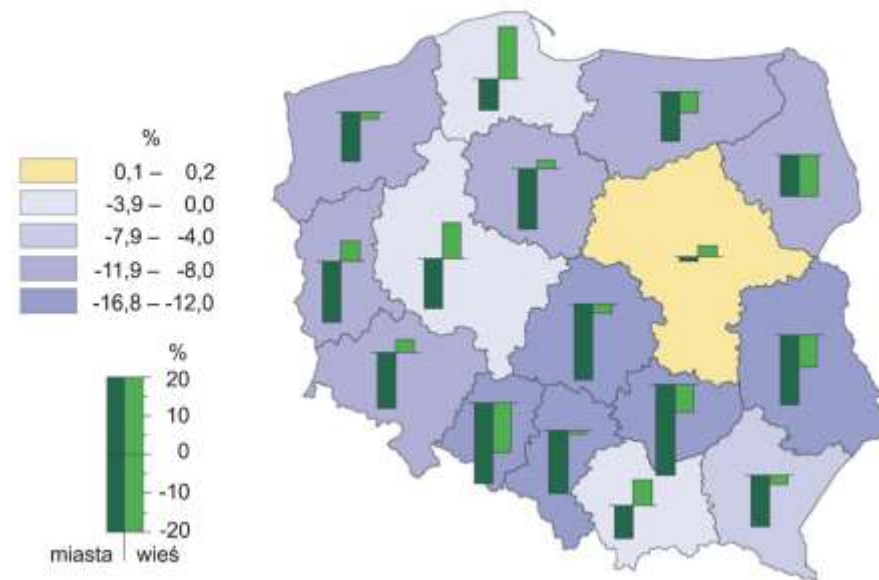 %
0,1 – 0,2
-3,9 – 0,0
-7,9 – -4,0
-11,9 – -8,0
-16,8 – -12,0
%
20
10
0
-10
-20
miasta wieś